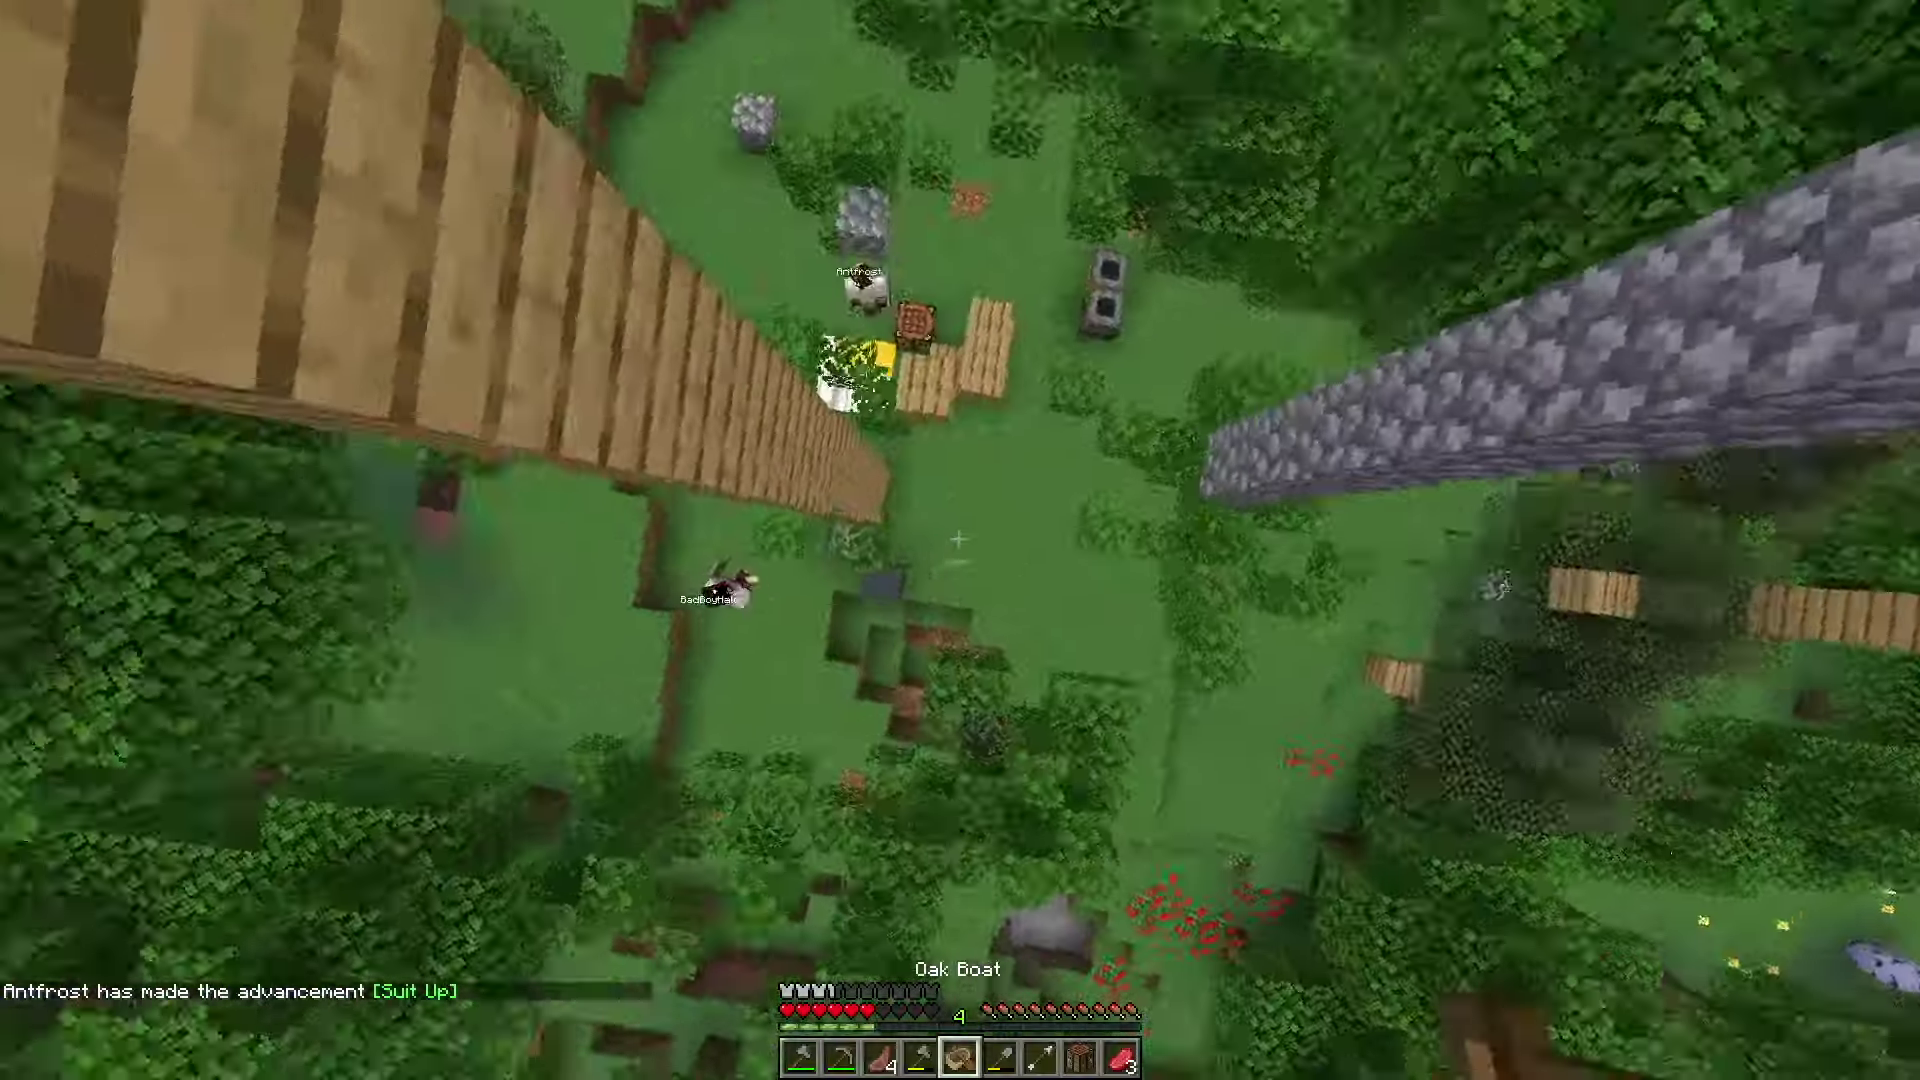 Antfrost
BadBoyHalo
Oak Boat
Antfrost has made the advancement [Suit Up]
4
4
3